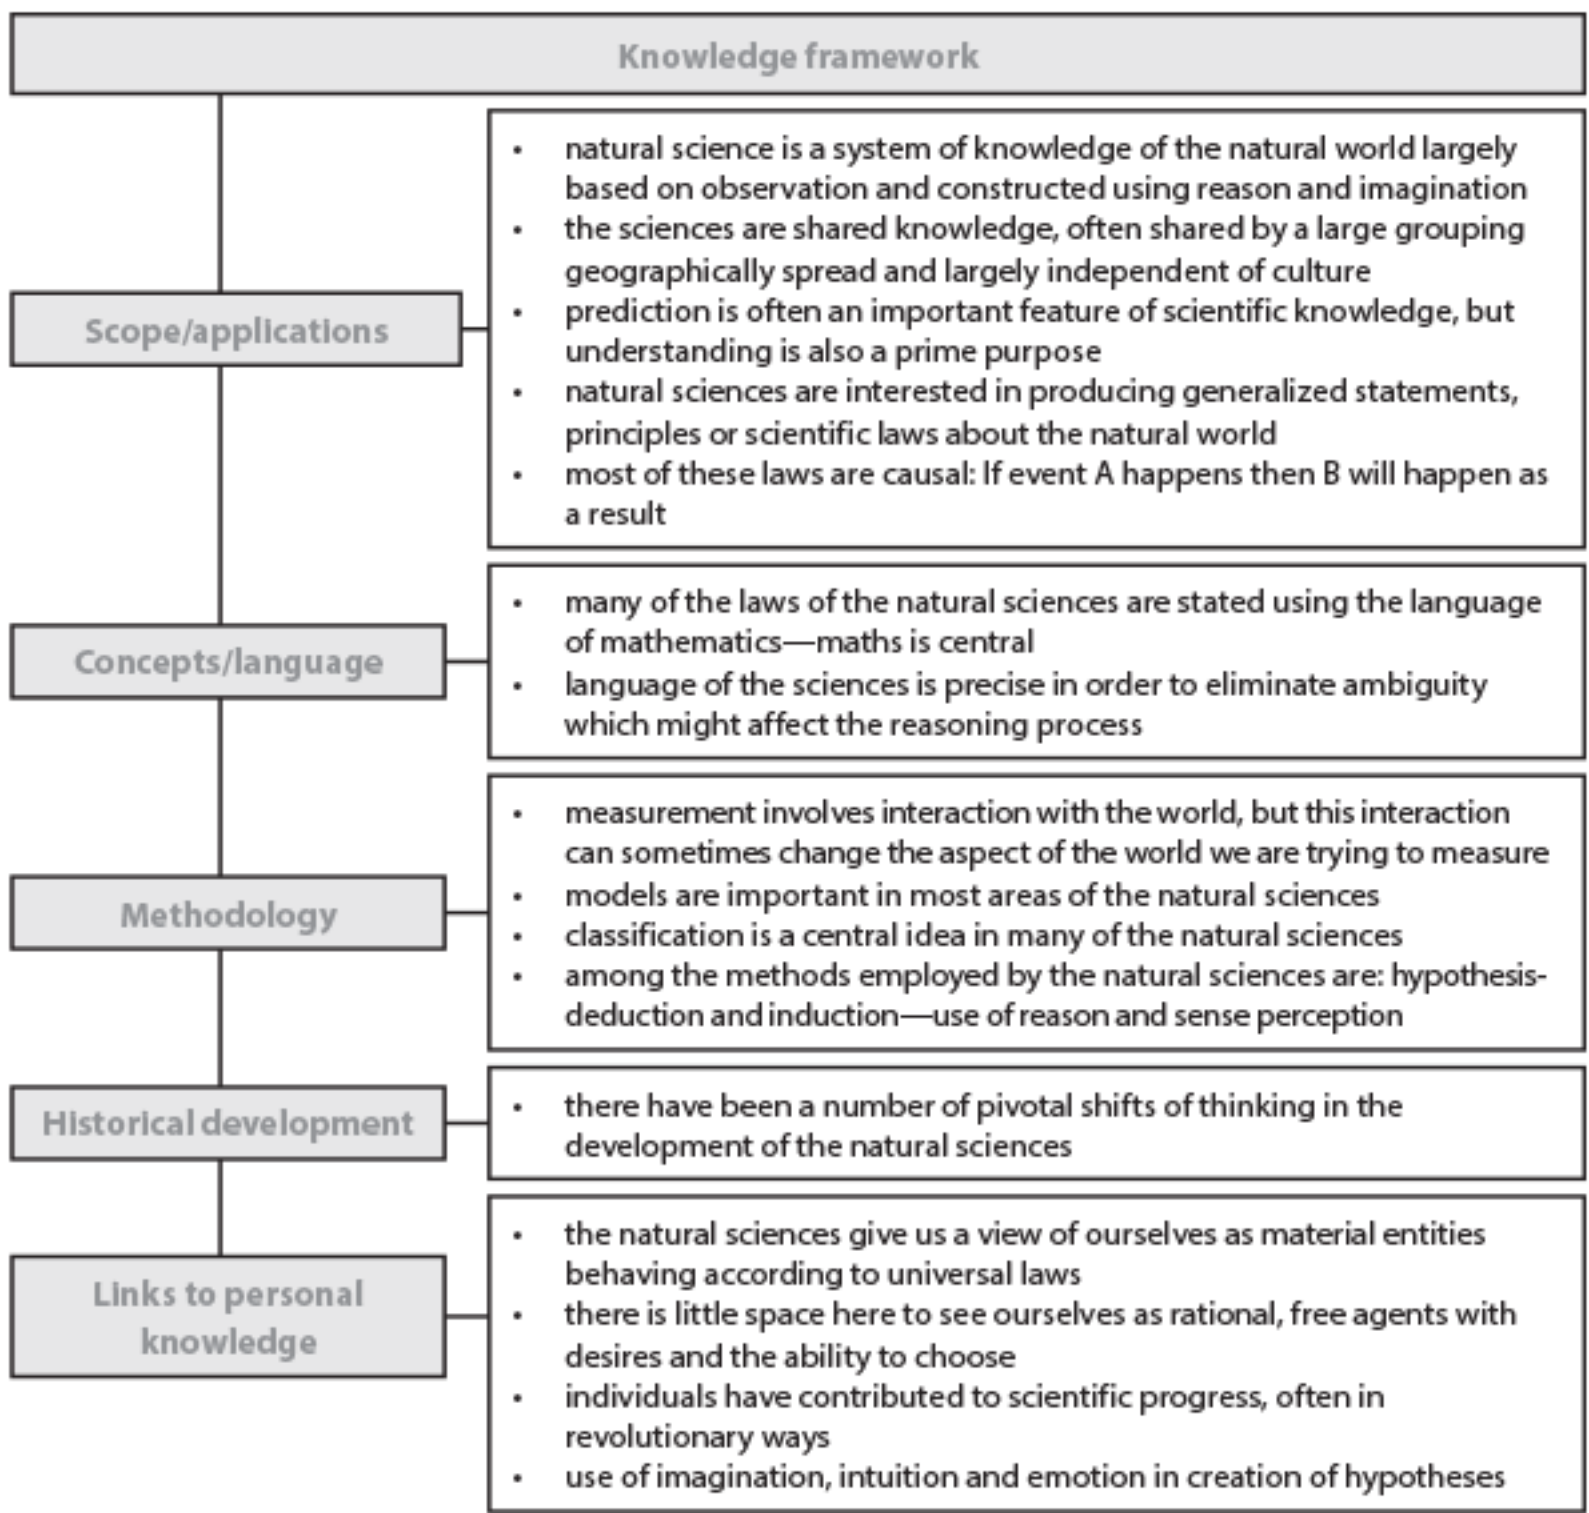 Knowledge framework
Scope/applications
• natural science is a system of knowledge of the natural world largely
based on observation and constructed using reason and imagination
• the sciences are shared knowledge, often shared by a large grouping
geographically spread and largely independent of culture
• prediction is often an important feature of scientific knowledge, but
understanding is also a prime purpose
• natural sciences are interested in producing generalized statements,
principles or scientific laws about the natural world
• most of these laws are causal: If event A happens then B will happen as
a result
Concepts/language
• many of the laws of the natural sciences are stated using the language
of mathematics—maths is central
• language of the sciences is precise in order to eliminate ambiguity
which might affect the reasoning process
Methodology
• measurement involves interaction with the world, but this interaction
can sometimes change the aspect of the world we are trying to measure
• models are important in most areas of the natural sciences
• classification is a central idea in many of the natural sciences
• among the methods employed by the natural sciences are: hypothesis-
deduction and induction—use of reason and sense perception
Historical development
• there have been a number of pivotal shifts of thinking in the
development of the natural sciences
Links to personal
knowledge
• the natural sciences give us a view of ourselves as material entities
behaving according to universal laws
• there is little space here to see ourselves as rational, free agents with
desires and the ability to choose
• individuals have contributed to scientific progress, often in
revolutionary ways
• use of imagination, intuition and emotion in creation of hypotheses